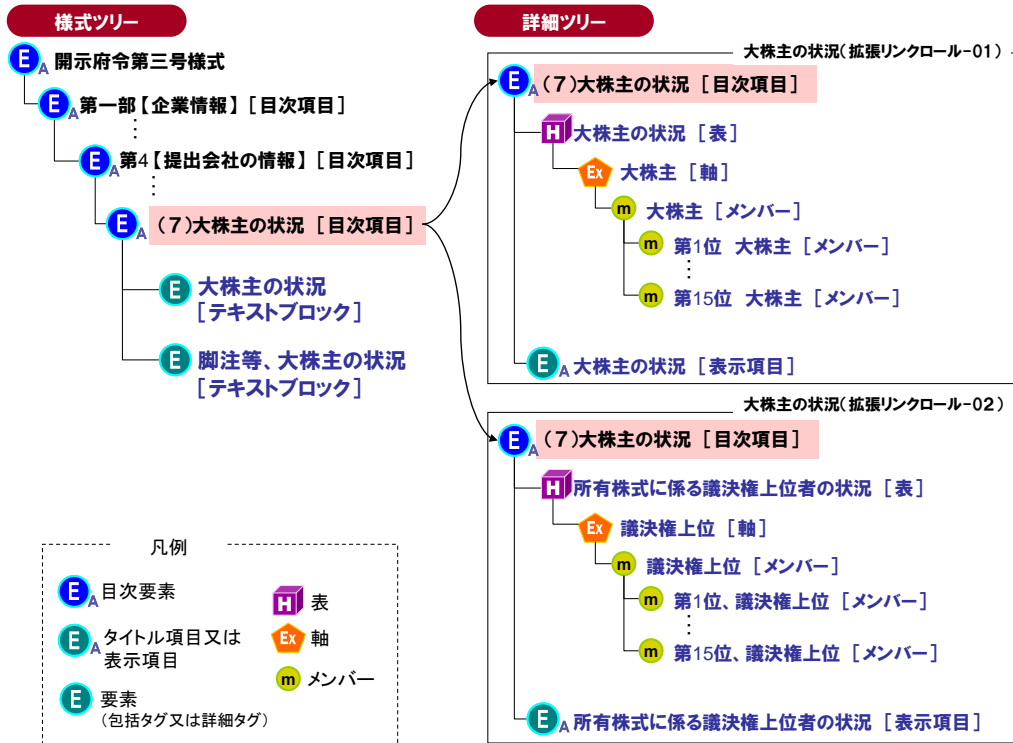 様式ツリー
E A 開示府令第三号様式
E A 第一部【企業情報】［目次項目］
⋮
E A 第4【提出会社の情報】［目次項目］
⋮
E A （7）大株主の状況［目次項目］
E 大株主の状況
［テキストブロック］
E 脚注等、大株主の状況
［テキストブロック］
凡例
E A 目次要素
E A タイトル項目又は
表示項目
E 要素
（包括タグ又は詳細タグ）
H 表
Ex 軸
m メンバー
詳細ツリー
大株主の状況（拡張リンクロール-01）
E A （7）大株主の状況［目次項目］
H 大株主の状況［表］
Ex 大株主［軸］
m 大株主［メンバー］
m 第1位 大株主［メンバー］
⋮
m 第15位 大株主［メンバー］
E A 大株主の状況［表示項目］
大株主の状況（拡張リンクロール-02）
E A （7）大株主の状況［目次項目］
H 所有株式に係る議決権上位者の状況［表］
Ex 議決権上位［軸］
m 議決権上位［メンバー］
m 第1位、議決権上位［メンバー］
⋮
m 第15位、議決権上位［メンバー］
E A 所有株式に係る議決権上位者の状況［表示項目］